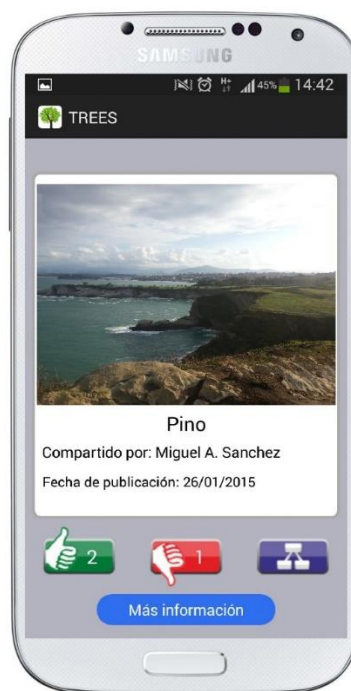 SAMSUNG
H+ 45% 14:42
TREES
Pino
Compartido por: Miguel A. Sanchez
Fecha de publicación: 26/01/2015
2 1
Más información